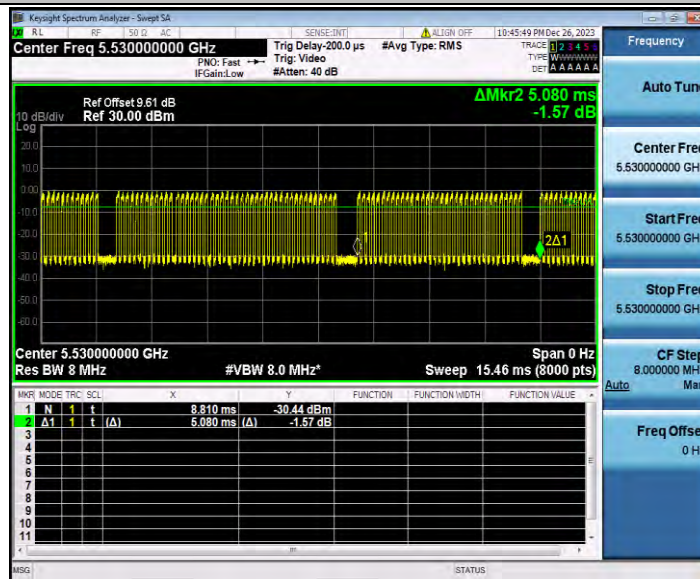 Keysight Spectrum Analyzer - Swept SA
RL RF 50 Ω AC SENSE:INT ALIGN OFF 10:45:49 PM Dec 26, 2023
Center Freq 5.530000000 GHz
PNO: Fast
IFGain:Low
Trig Delay-200.0 µs
Trig: Video
#Atten: 40 dB
#Avg Type: RMS
TRACE 1 2 3 4 5 6
TYPE W
DET A A A A A A
Frequency
ΔMkr2 5.080 ms
-1.57 dB
Ref Offset 9.61 dB
Ref 30.00 dBm
10 dB/div
Log
20.0
10.0
0.00
-10.0
-20.0
-30.0
-40.0
-50.0
-60.0
1
2Δ1
Center 5.530000000 GHz Span 0 Hz
Res BW 8 MHz #VBW 8.0 MHz* Sweep 15.46 ms (8000 pts)
MKR MODE TRC SCL X Y FUNCTION FUNCTION WIDTH FUNCTION VALUE
1 N 1 t 8.810 ms -30.44 dBm
2 Δ1 1 t (Δ) 5.080 ms (Δ) -1.57 dB
3
4
5
6
7
8
9
10
11
MSG STATUS
Auto Tune
Center Freq
5.530000000 GHz
Start Freq
5.530000000 GHz
Stop Freq
5.530000000 GHz
CF Step
8.000000 MHz
Auto Man
Freq Offset
0 Hz